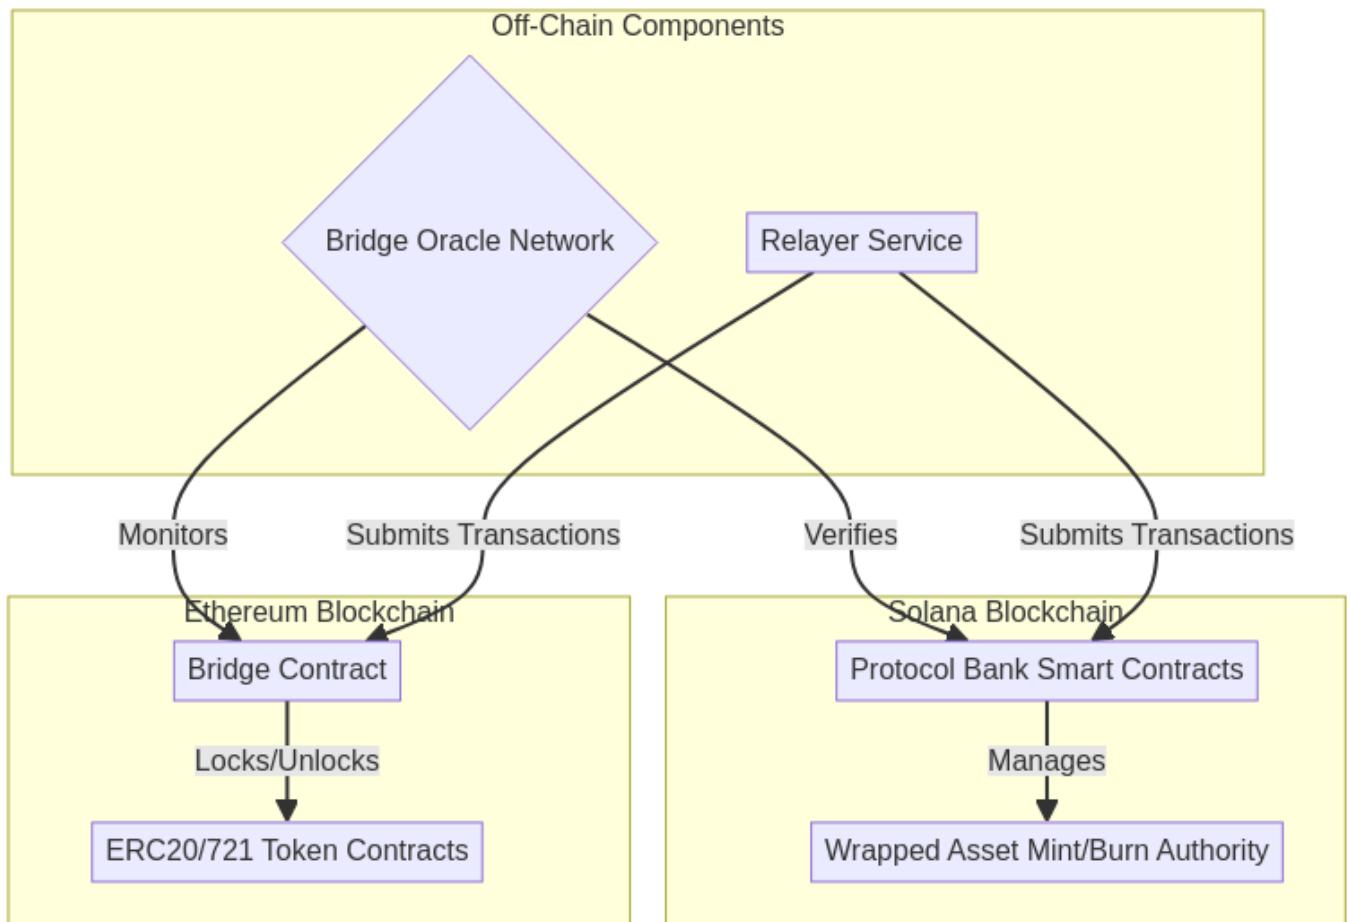 Off-Chain Components
Bridge Oracle Network
Relayer Service
Monitors
Submits Transactions
Verifies
Submits Transactions
Ethereum Blockchain
Solana Blockchain
Bridge Contract
Protocol Bank Smart Contracts
Locks/Unlocks
Manages
ERC20/721 Token Contracts
Wrapped Asset Mint/Burn Authority